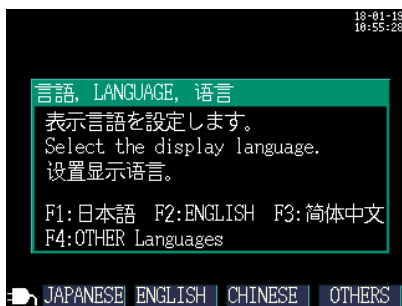 18-01-19
10:55:28
言語, LANGUAGE, 语言
表示言語を設定します。
Select the display language.
设置显示语言。
F1:日本語 F2:ENGLISH F3:简体中文
F4:OTHER Languages
JAPANESE ENGLISH CHINESE OTHERS